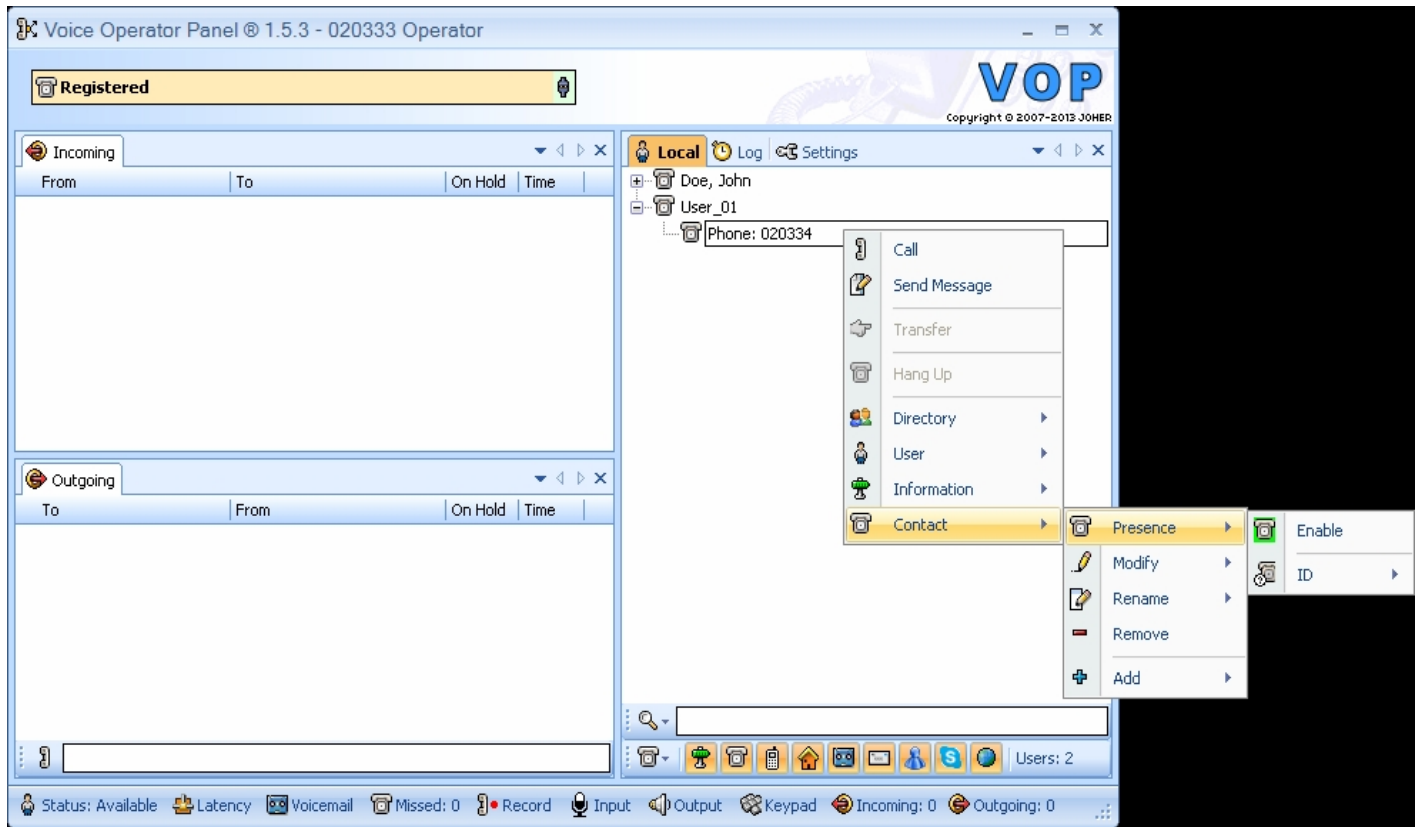 Voice Operator Panel ® 1.5.3 - 020333 Operator
Registered
VOP
Copyright © 2007-2013 JOHER
Incoming
From To On Hold Time
Local Log Settings
Doe, John
User_01
Phone: 020334
Call
Send Message
Transfer
Hang Up
Directory
User
Information
Contact
Presence
Modify
Rename
Remove
Add
Enable
ID
Outgoing
To From On Hold Time
Users: 2
Status: Available Latency Voicemail Missed: 0 Record Input Output Keypad Incoming: 0 Outgoing: 0